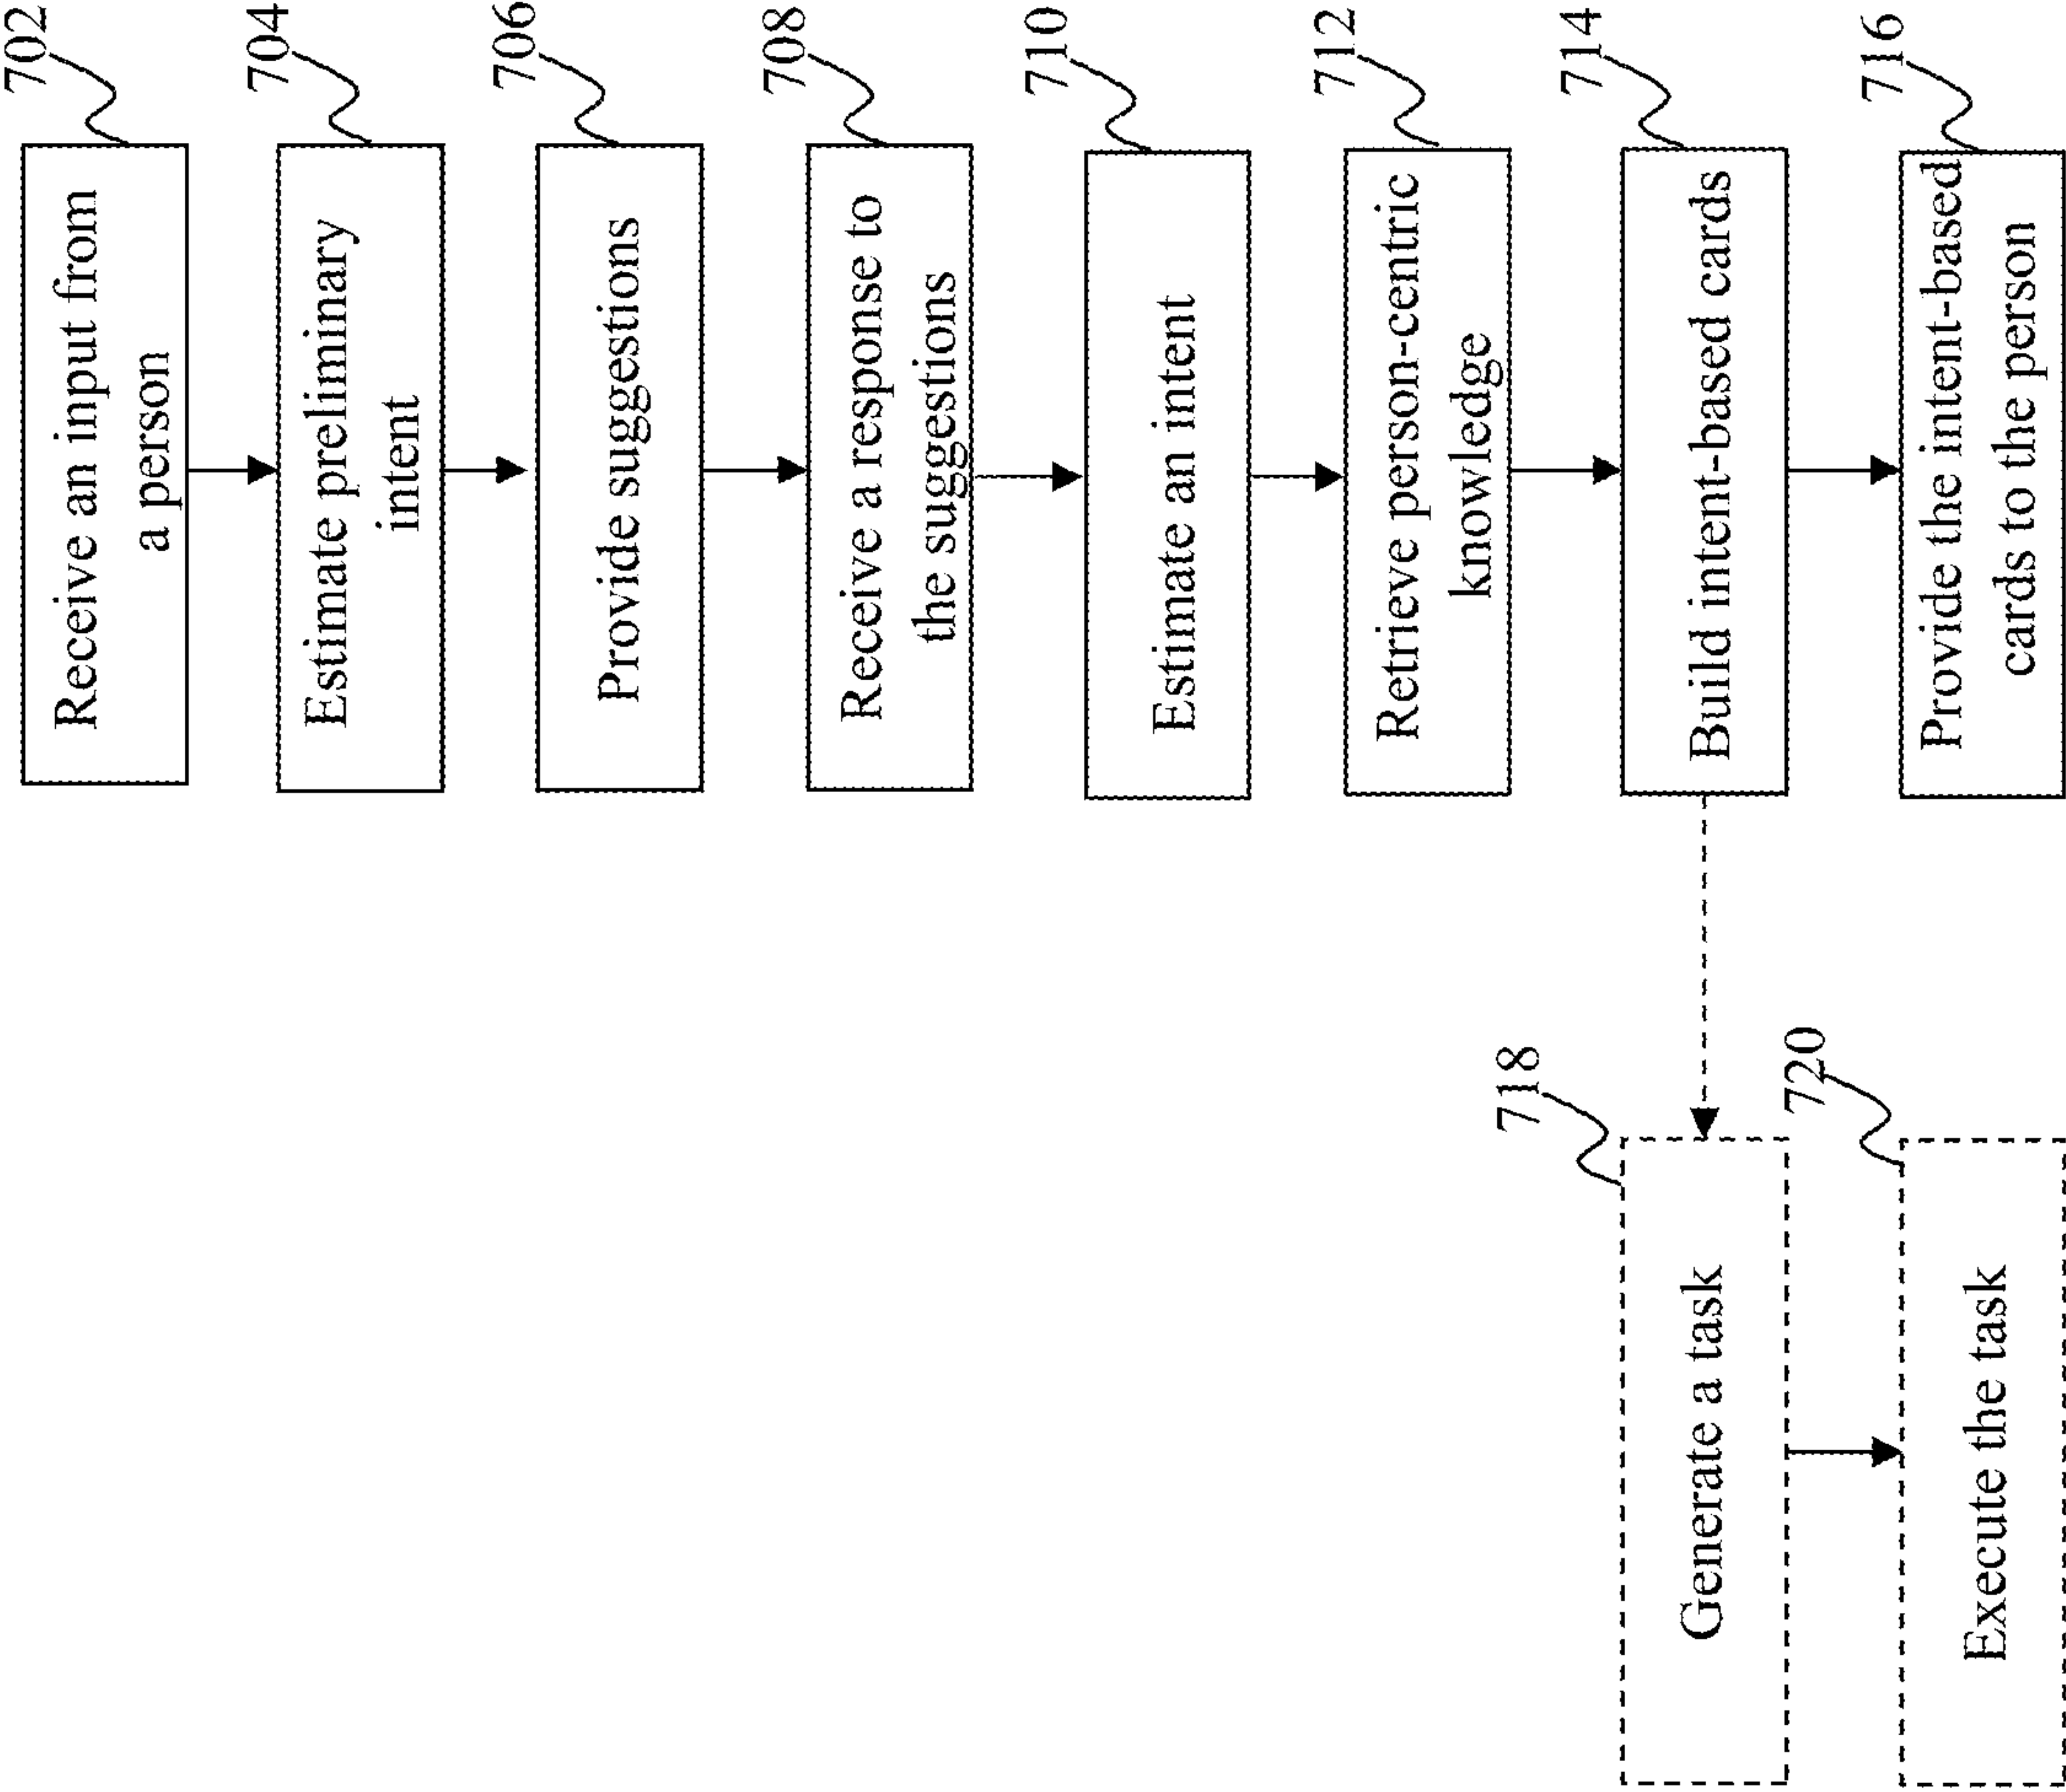 702
Receive an input from
a person
704
Estimate preliminary
intent
706
Provide suggestions
708
Receive a response to
the suggestions
710
Estimate an intent
712
Retrieve person-centric
knowledge
714
Build intent-based cards
716
Provide the intent-based
cards to the person
718
Generate a task
720
Execute the task